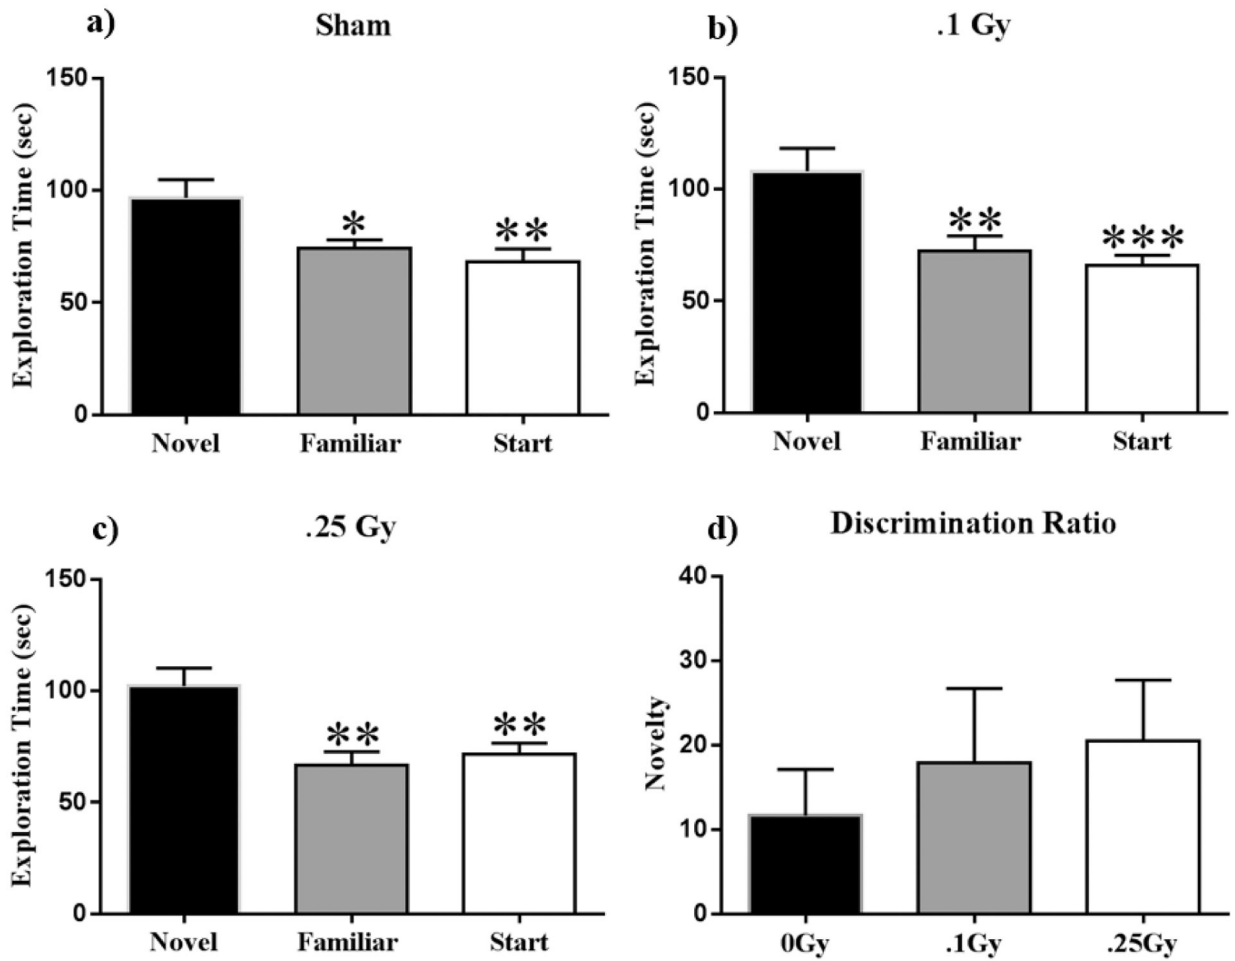 a) Sham
Exploration Time (sec)
150
100
50
0
*
**
Novel Familiar Start
b) .1 Gy
Exploration Time (sec)
150
100
50
0
**
***
Novel Familiar Start
c) .25 Gy
Exploration Time (sec)
150
100
50
0
**
**
Novel Familiar Start
d) Discrimination Ratio
Novelty
40
30
20
10
0
0Gy .1Gy .25Gy